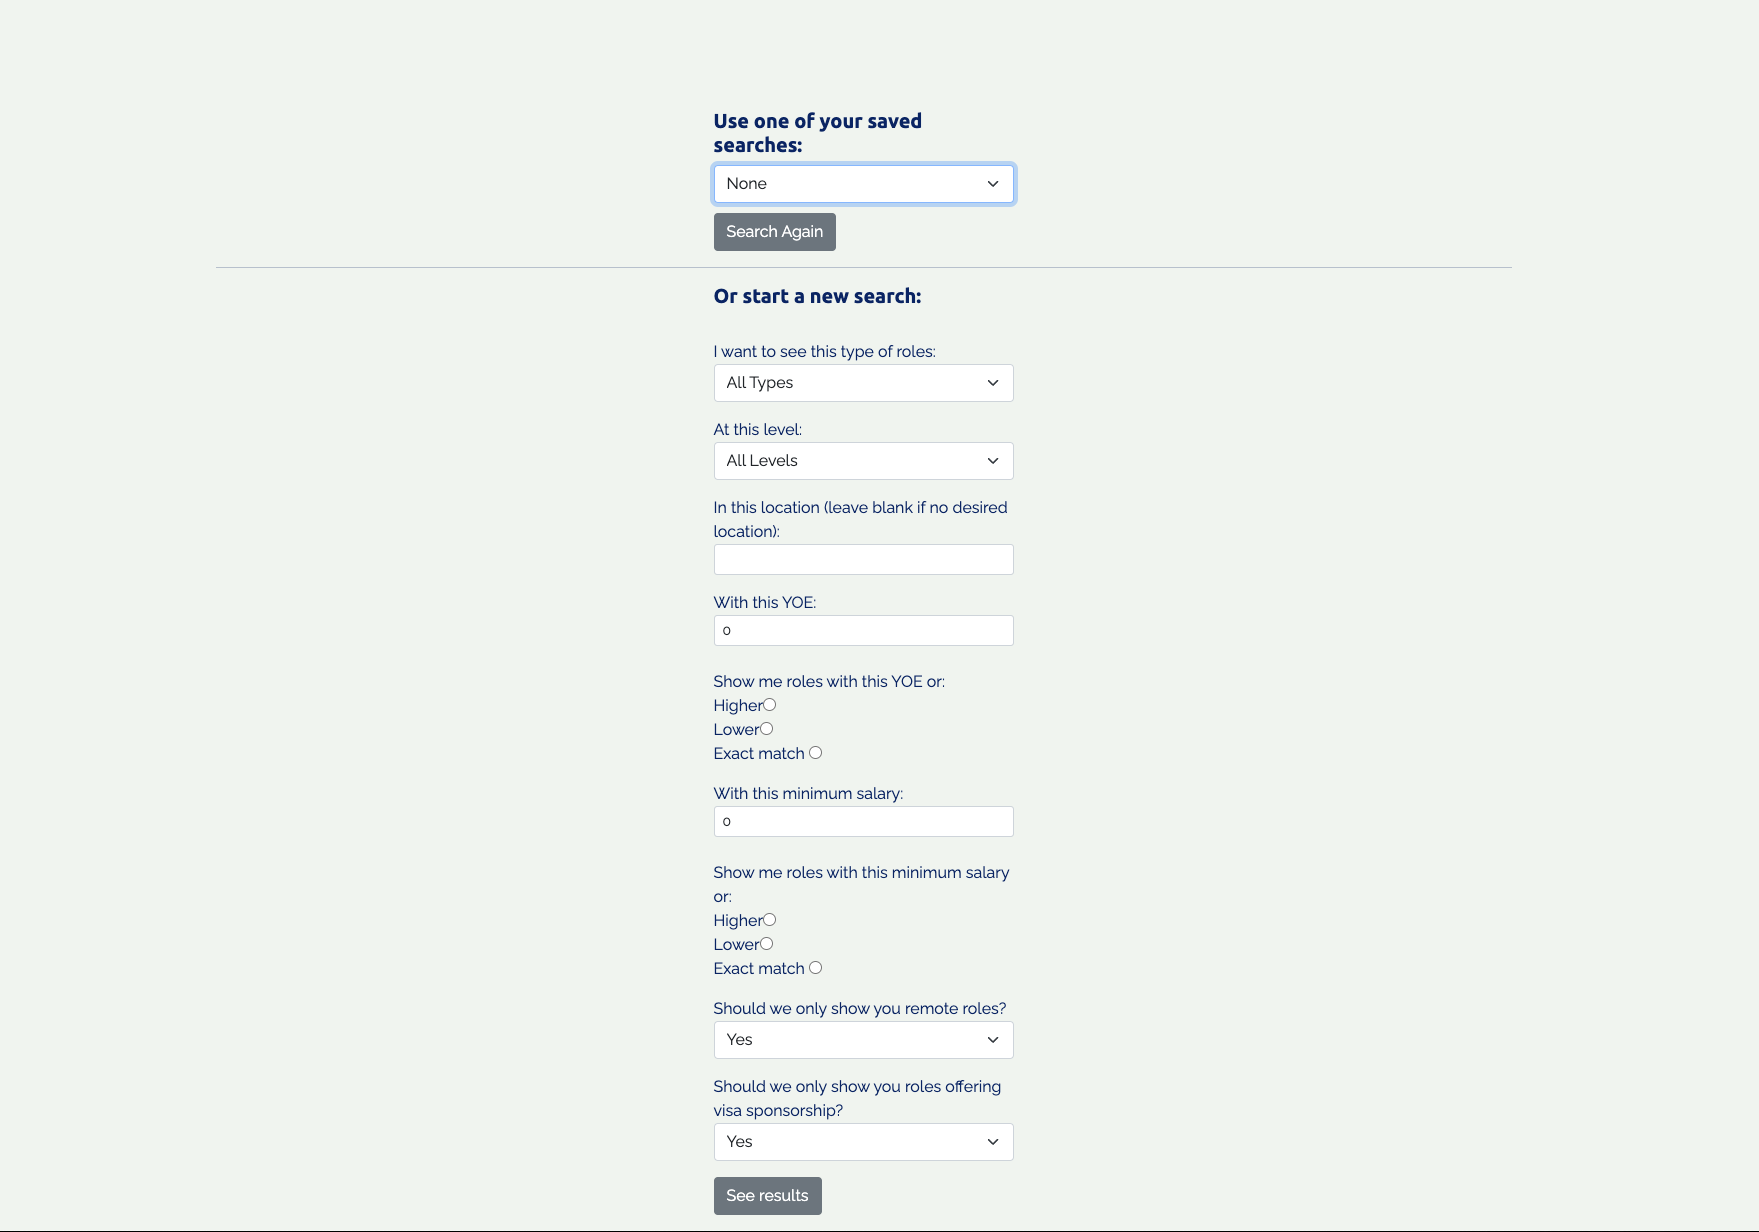 Use one of your saved
searches:
None
Search Again
Or start a new search:
I want to see this type of roles:
All Types
At this level:
All Levels
In this location (leave blank if no desired
location):
With this YOE:
0
Show me roles with this YOE or:
Higher
Lower
Exact match
With this minimum salary:
0
Show me roles with this minimum salary
or:
Higher
Lower
Exact match
Should we only show you remote roles?
Yes
Should we only show you roles offering
visa sponsorship?
Yes
See results